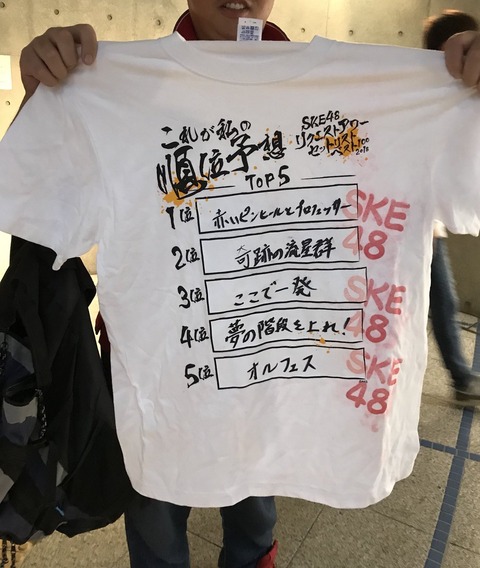 これが私の
順位予想
SKE48
リクエストアワー
セットリスト
ベスト100
2018
TOP5
1位 赤いピンヒールとプロフェッサー
2位 奇跡の流星群
3位 ここで一発
4位 夢の階段を上れ!
5位 オルフェス
SKE
48
SKE
48
SKE
48